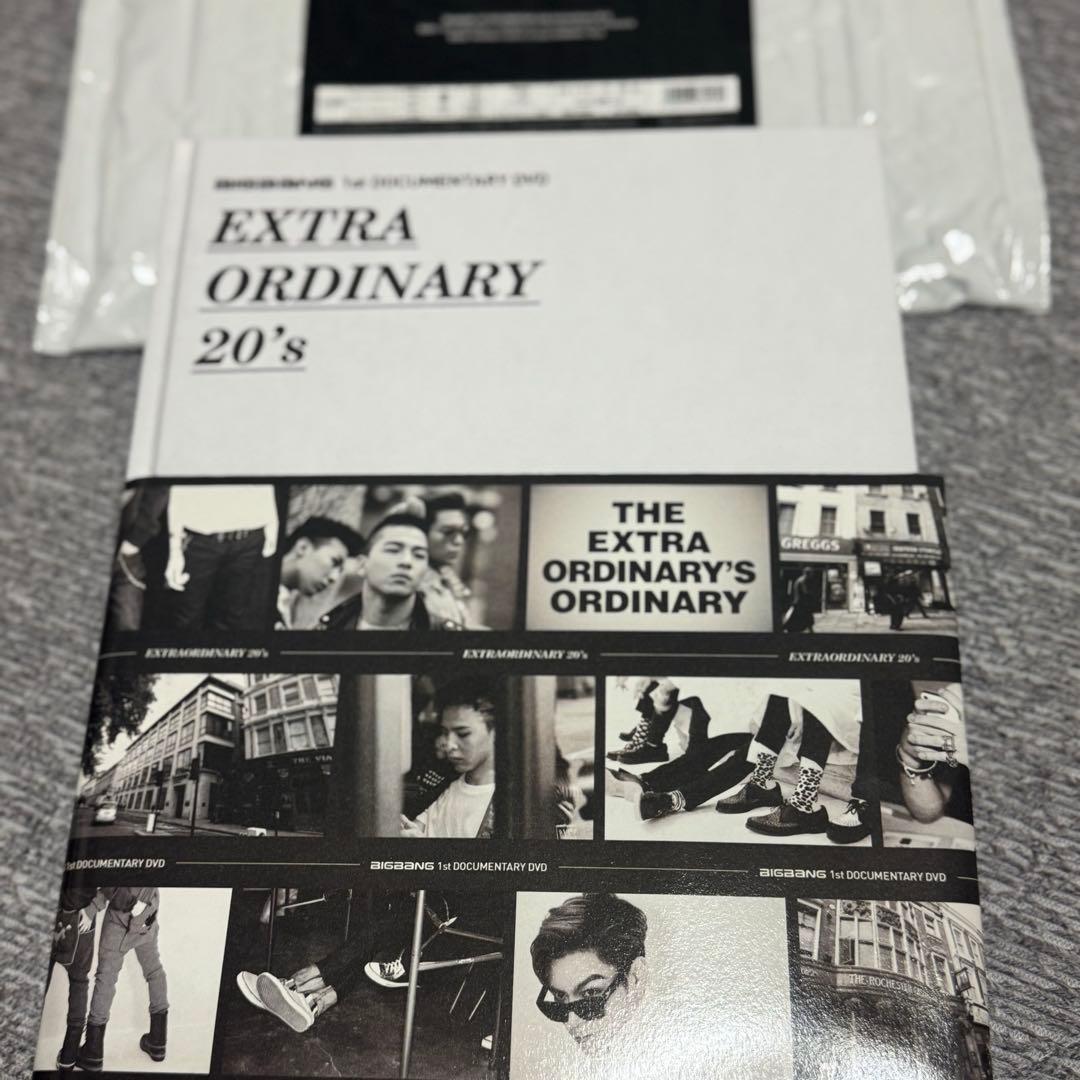 BIGBANG 1st DOCUMENTARY DVD
EXTRA
ORDINARY
20's
THE
EXTRA
ORDINARY'S
ORDINARY
GREGGS
EXTRAORDINARY 20's
EXTRAORDINARY 20's
EXTRAORDINARY 20's
1st DOCUMENTARY DVD
BIGBANG 1st DOCUMENTARY DVD
BIGBANG 1st DOCUMENTARY DVD
THE ROCHESTER